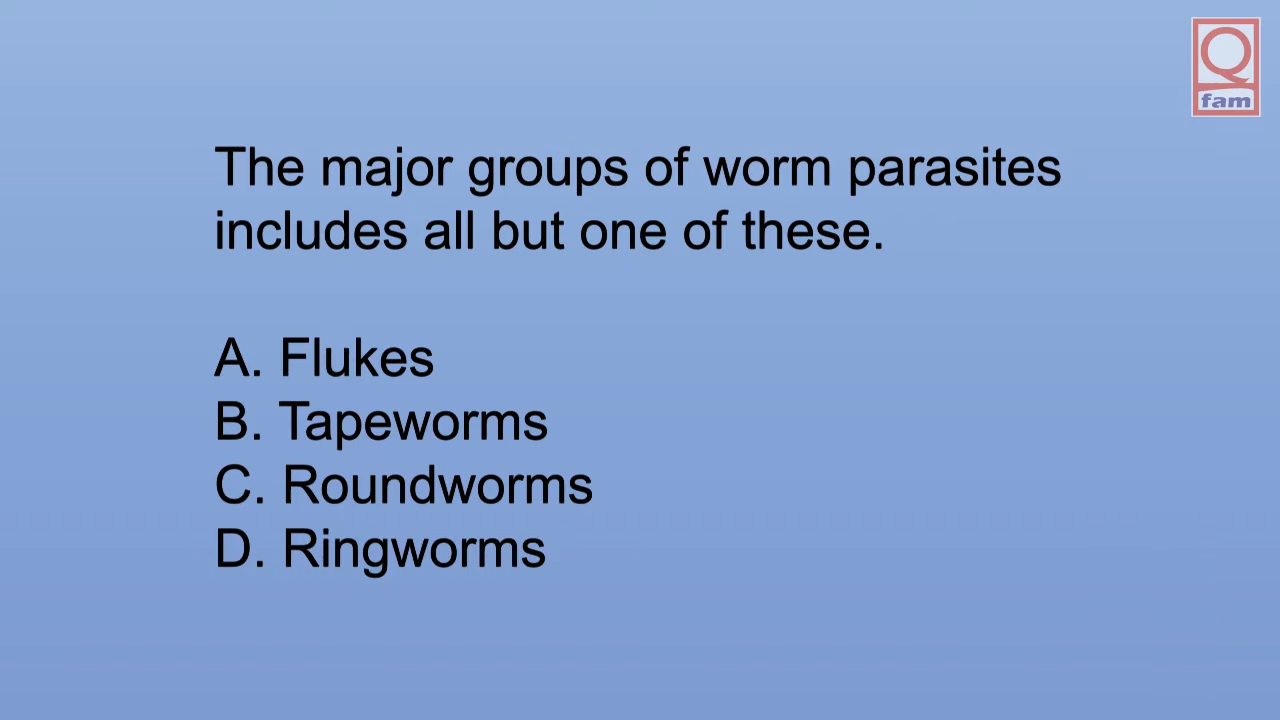 Q
fam
The major groups of worm parasites
includes all but one of these.
A. Flukes
B. Tapeworms
C. Roundworms
D. Ringworms